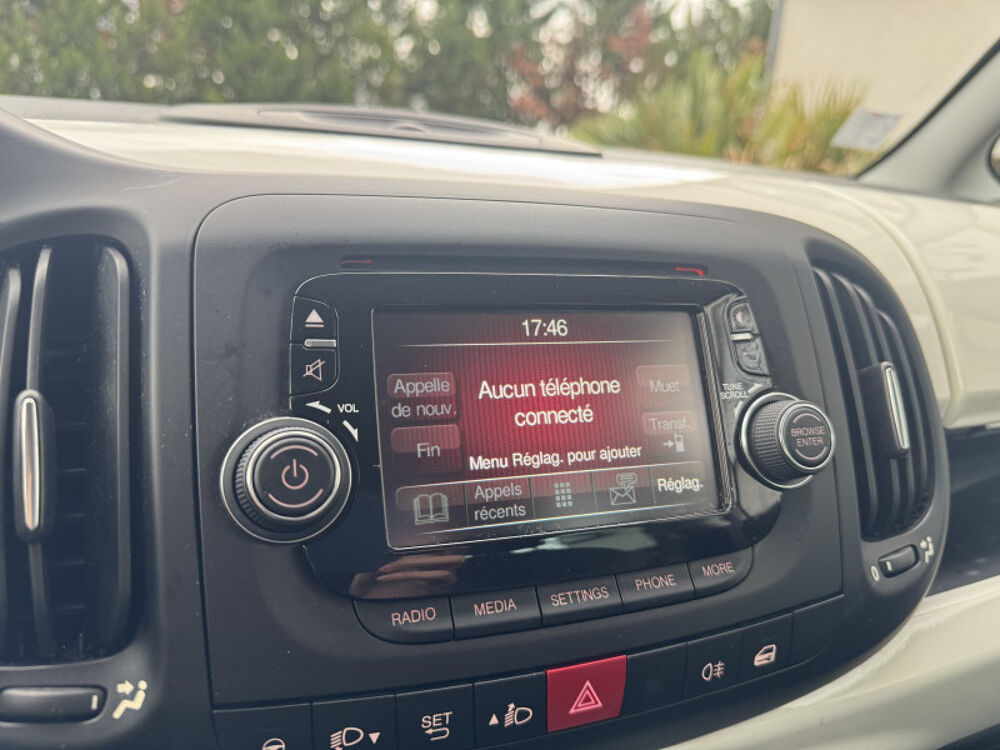 17:46
Appelle
de nouv.
Aucun téléphone
connecté
Muet
Fin
Transf.
Menu Réglag. pour ajouter
Appels
récents
Réglag.
VOL
TUNE
SCROLL
BROWSE
ENTER
RADIO
MEDIA
SETTINGS
PHONE
MORE
0
SET